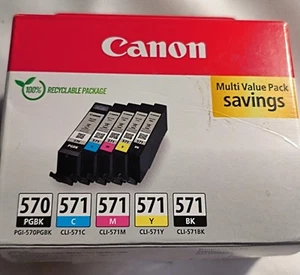 Canon
100%
RECYCLABLE PACKAGE
Multi Value Pack
savings
570 571 571 571 571
PGBK C M Y BK
PGI-570PGBK CLI-571C CLI-571M CLI-571Y CLI-571BK